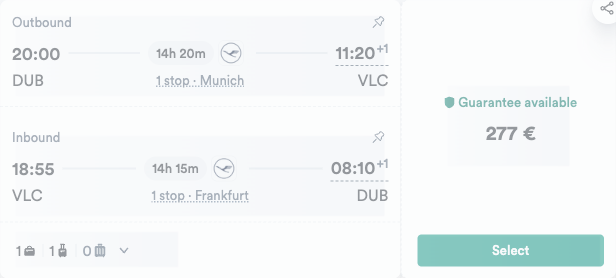 Outbound
20:00
14h 20m
11:20+1
DUB
1 stop · Munich
VLC
Inbound
18:55
14h 15m
08:10+1
VLC
1 stop · Frankfurt
DUB
1 1 0
Guarantee available
277 €
Select